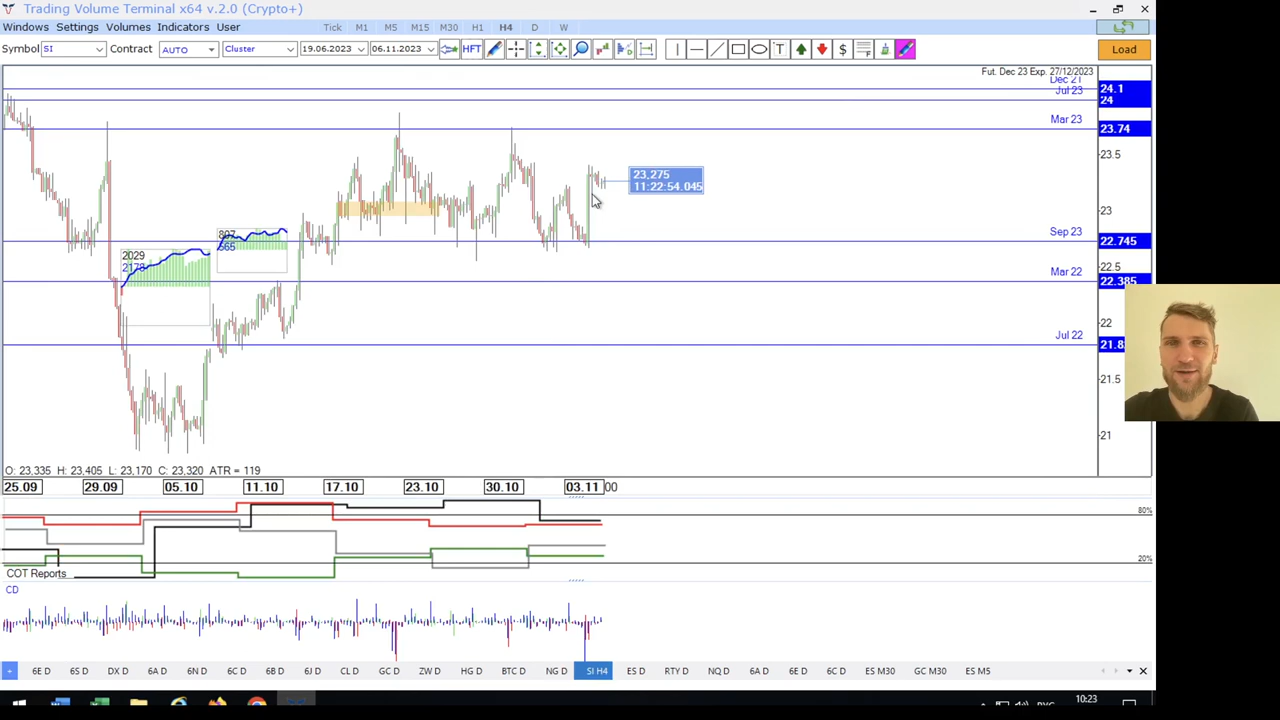 Trading Volume Terminal x64 v.2.0 (Crypto+)
Windows Settings Volumes Indicators User Tick M1 M5 M15 M30 H1 H4 D W
Symbol SI Contract AUTO Cluster 19.06.2023 06.11.2023 HFT T $ Load
Fut. Dec 23 Exp. 27/12/2023
Dec 21
24.1
Jul 23
24
Mar 23
23.74
23.5
23,275
11:22:54.045
23
Sep 23
22.745
807
565
2029
22.5
Mar 22
22.385
22
Jul 22
21.5
21
O: 23,335 H: 23,405 L: 23,170 C: 23,320 ATR = 119
25.09 29.09 05.10 11.10 17.10 23.10 30.10 03.11 00
80%
20%
COT Reports
CD
+ 6E D 6S D DX D 6A D 6N D 6C D 6B D 6J D CL D GC D ZW D HG D BTC D NG D SI H4 ES D RTY D NQ D 6A D 6E D 6C D ES M30 GC M30 ES M5
РУС 10:23